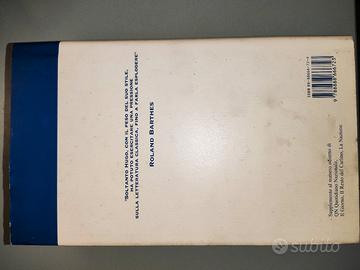 "SOLTANTO HUGO, CON IL PESO DEL SUO STILE,
HA POTUTO ESERCITARE UNA PRESSIONE
SULLA LETTERATURA CLASSICA, FINO A FARLA ESPLODERE"
ROLAND BARTHES
Supplemento al numero odierno di
QN Quotidiano Nazionale,
Il Giorno, Il Resto del Carlino, La Nazione
subito